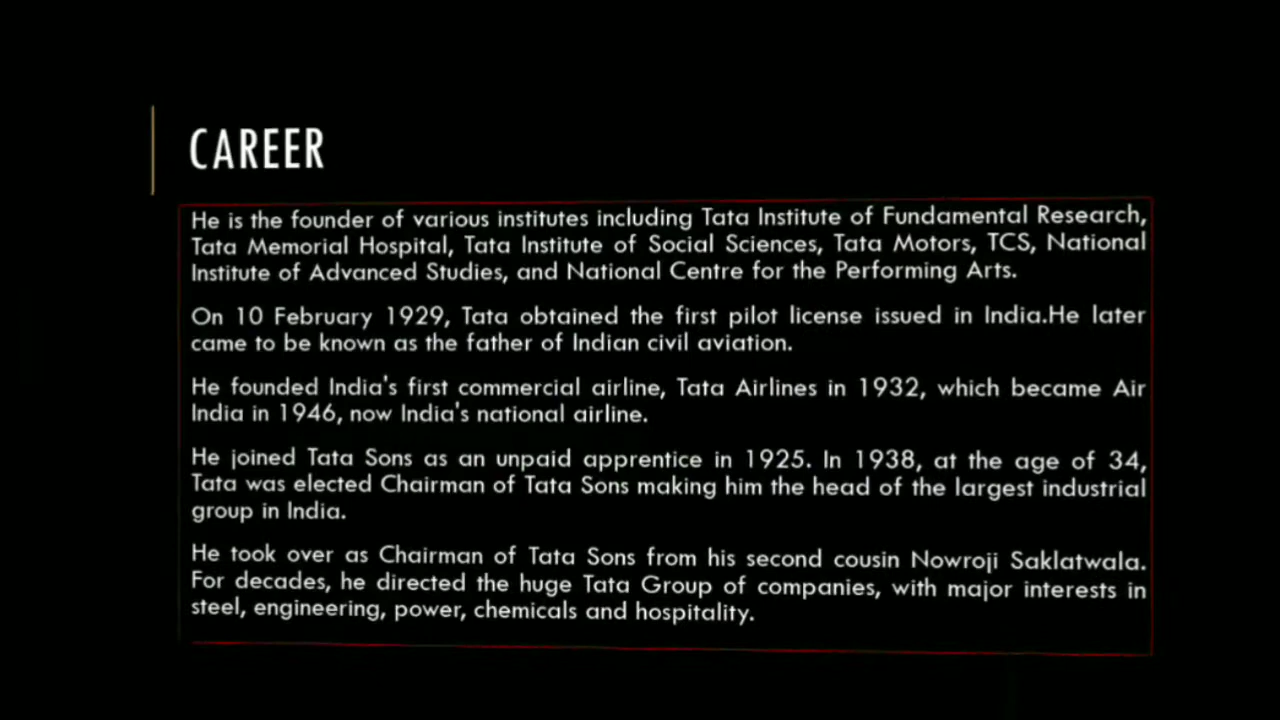 CAREER
He is the founder of various institutes including Tata Institute of Fundamental Research,
Tata Memorial Hospital, Tata Institute of Social Sciences, Tata Motors, TCS, National
Institute of Advanced Studies, and National Centre for the Performing Arts.
On 10 February 1929, Tata obtained the first pilot license issued in India.He later
came to be known as the father of Indian civil aviation.
He founded India's first commercial airline, Tata Airlines in 1932, which became Air
India in 1946, now India's national airline.
He joined Tata Sons as an unpaid apprentice in 1925. In 1938, at the age of 34,
Tata was elected Chairman of Tata Sons making him the head of the largest industrial
group in India.
He took over as Chairman of Tata Sons from his second cousin Nowroji Saklatwala.
For decades, he directed the huge Tata Group of companies, with major interests in
steel, engineering, power, chemicals and hospitality.